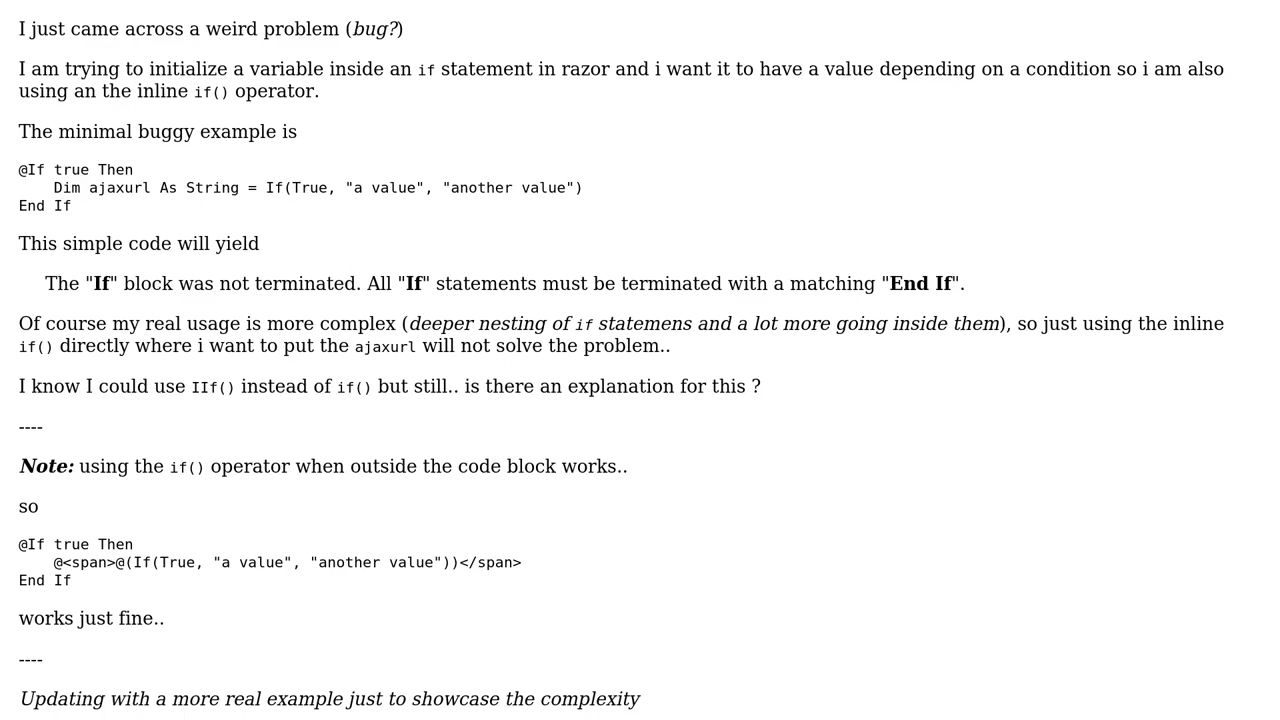 I just came across a weird problem (bug?)
I am trying to initialize a variable inside an if statement in razor and i want it to have a value depending on a condition so i am also
using an the inline if() operator.
The minimal buggy example is
@If true Then
    Dim ajaxurl As String = If(True, "a value", "another value")
End If
This simple code will yield
The "If" block was not terminated. All "If" statements must be terminated with a matching "End If".
Of course my real usage is more complex (deeper nesting of if statemens and a lot more going inside them), so just using the inline
if() directly where i want to put the ajaxurl will not solve the problem..
I know I could use IIf() instead of if() but still.. is there an explanation for this ?
----
Note: using the if() operator when outside the code block works..
so
@If true Then
    @<span>@(If(True, "a value", "another value"))</span>
End If
works just fine..
----
Updating with a more real example just to showcase the complexity